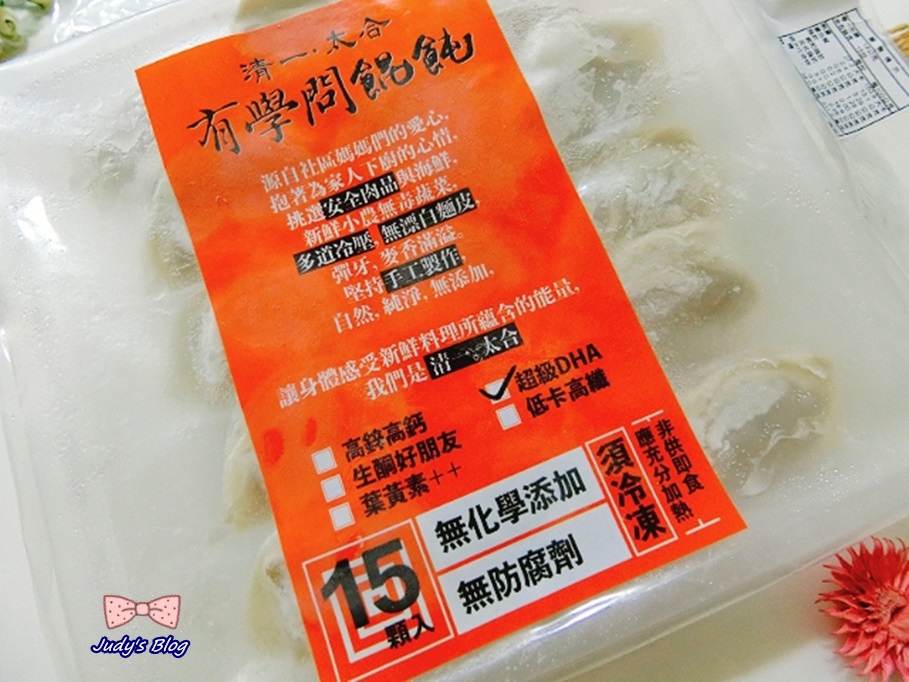 清一.太合
有學問餛飩
源自社區媽媽們的愛心,
抱著為家人下廚的心情,
挑選安全肉品與海鮮,
新鮮小農無毒蔬菜,
多道冷壓,無漂白麵皮,
彈牙,麥香滿溢。
堅持手工製作,
自然,純淨,無添加,
讓身體感受新鮮料理所蘊含的能量,
我們是 清一。太合
超級DHA
低卡高纖
高鋅高鈣
生酮好朋友
葉黃素++
15
顆入
無化學添加
無防腐劑
須冷凍
非供即食
應充分加熱
Judy's Blog